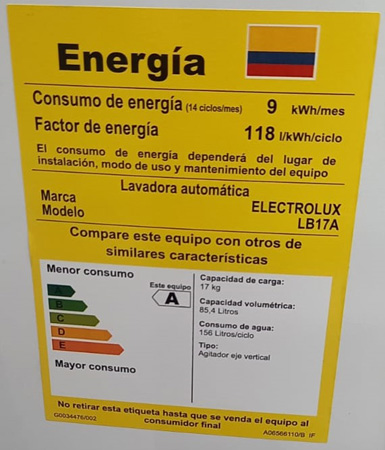 Energía
Consumo de energía (14 ciclos/mes) 9 kWh/mes
Factor de energía 118 l/kWh/ciclo
El consumo de energía dependerá del lugar de
instalación, modo de uso y mantenimiento del equipo
Lavadora automática
Marca ELECTROLUX
Modelo LB17A
Compare este equipo con otros de
similares características
Menor consumo
Este equipo
A
A
B
C
D
E
Mayor consumo
Capacidad de carga:
17 kg
Capacidad volumétrica:
85,4 Litros
Consumo de agua:
156 Litros/ciclo
Tipo:
Agitador eje vertical
No retirar esta etiqueta hasta que se venda el equipo al
consumidor final
G0034476/002
A06566110/B IF